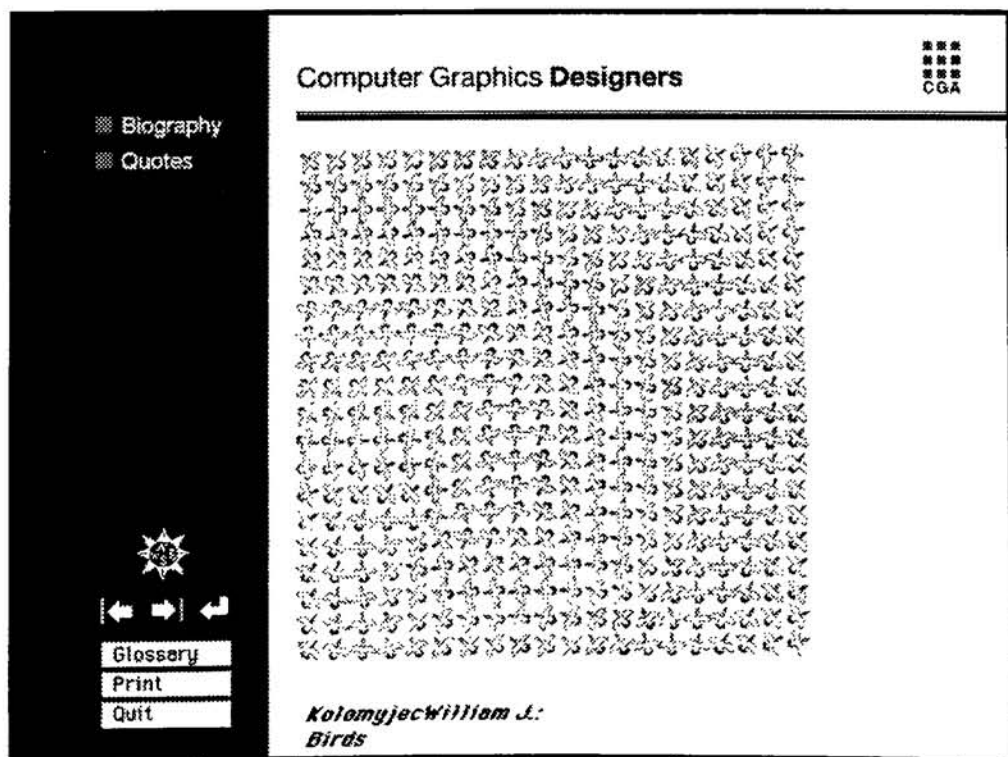 Computer Graphics Designers
CGA
Biography
Quotes
Glossary
Print
Quit
KolomyjecWilliam J.:
Birds